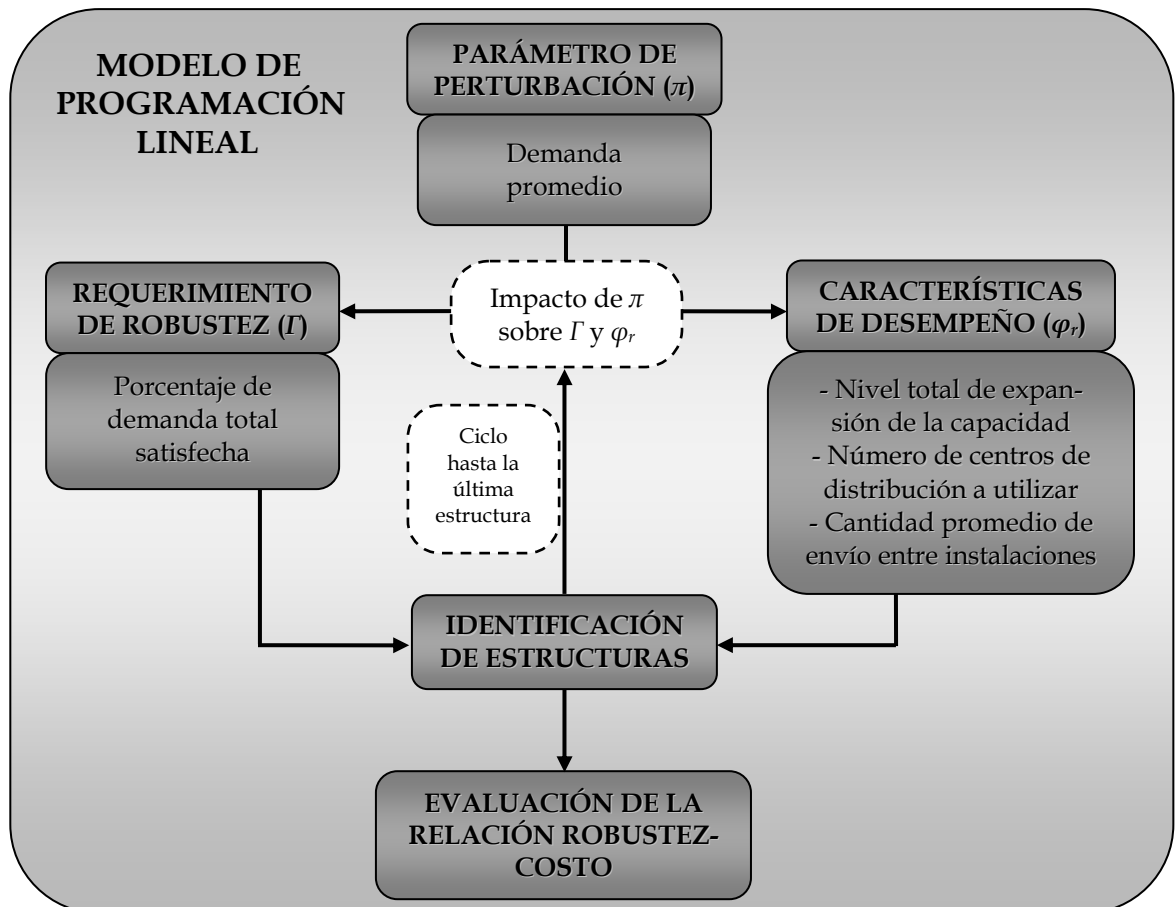 MODELO DE
PROGRAMACIÓN
LINEAL
PARÁMETRO DE
PERTURBACIÓN (π)
Demanda
promedio
REQUERIMIENTO
DE ROBUSTEZ (Γ)
Porcentaje de
demanda total
satisfecha
Impacto de π
sobre Γ y φr
CARACTERÍSTICAS
DE DESEMPEÑO (φr)
- Nivel total de expan-
sión de la capacidad
- Número de centros de
distribución a utilizar
- Cantidad promedio de
envío entre instalaciones
Ciclo
hasta la
última
estructura
IDENTIFICACIÓN
DE ESTRUCTURAS
EVALUACIÓN DE LA
RELACIÓN ROBUSTEZ-
COSTO